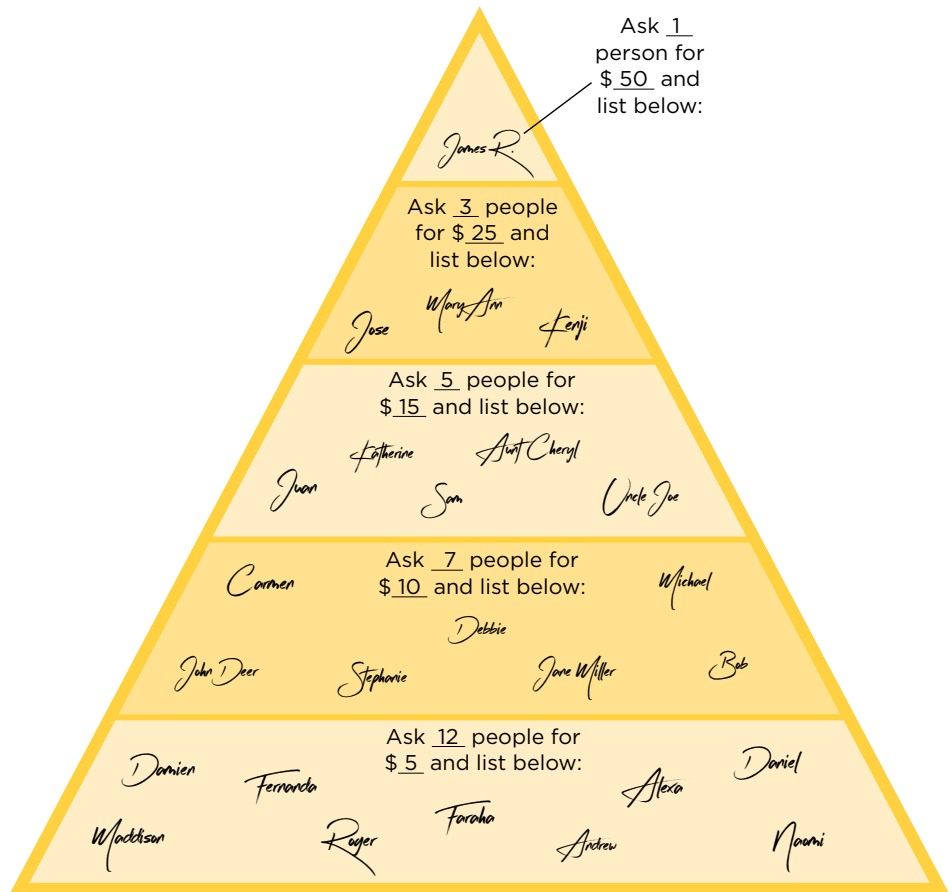 Ask 1
person for
$ 50 and
list below:
James R.
Ask 3 people
for $ 25 and
list below:
Mary Ann
Jose
Kenji
Ask 5 people for
$ 15 and list below:
Katherine
Aunt Cheryl
Juan
Sam
Uncle Joe
Ask 7 people for
$ 10 and list below:
Carmen
Michael
Debbie
John Deer
Stephanie
Jane Miller
Bob
Ask 12 people for
$ 5 and list below:
Damien
Fernanda
Alexa
Daniel
Maddison
Roger
Faraha
Andrew
Naomi